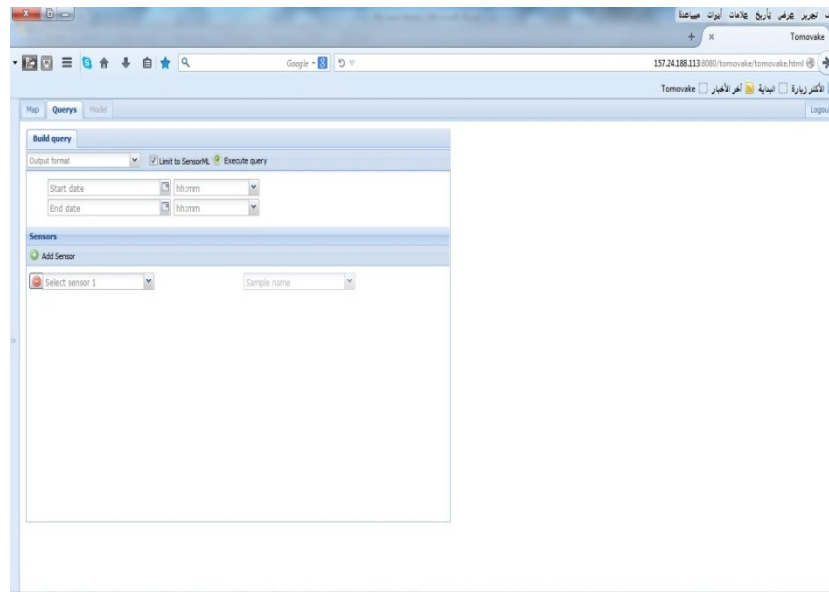 تحرير عرض تأريخ علامات أدوات مساعدة
Tomovake
Google
157.24.188.113:8080/tomovake/tomovake.html
الأكثر زيارة البداية آخر الأخبار Tomovake
Map Querys Model
Build query
Output format Limit to SensorML Execute query
Start date hh:mm
End date hh:mm
Sensors
Add Sensor
Select sensor 1 Sample name